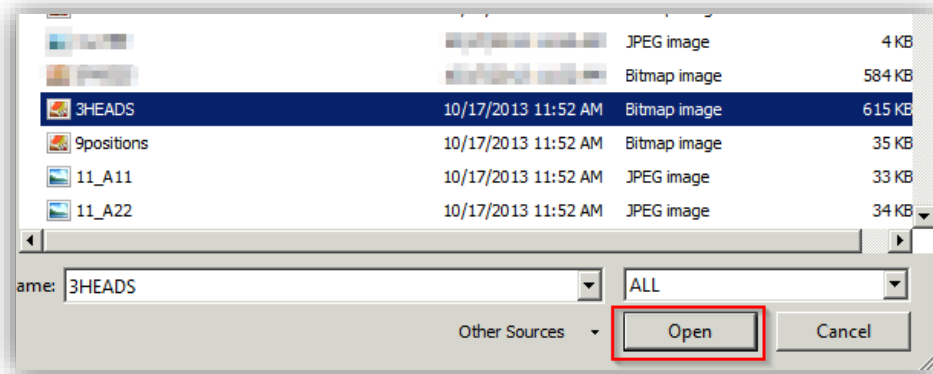 JPEG image 4 KB
Bitmap image 584 KB
3HEADS 10/17/2013 11:52 AM Bitmap image 615 KB
9positions 10/17/2013 11:52 AM Bitmap image 35 KB
11_A11 10/17/2013 11:52 AM JPEG image 33 KB
11_A22 10/17/2013 11:52 AM JPEG image 34 KB
ame: 3HEADS ALL
Other Sources Open Cancel